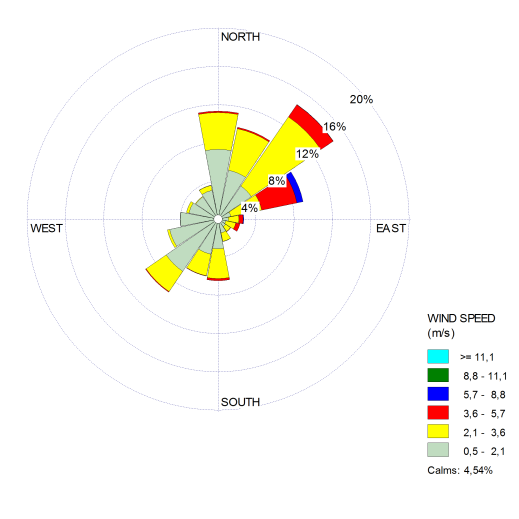 NORTH
20%
16%
12%
8%
4%
WEST
EAST
SOUTH
WIND SPEED
(m/s)
>= 11,1
8,8 - 11,1
5,7 - 8,8
3,6 - 5,7
2,1 - 3,6
0,5 - 2,1
Calms: 4,54%